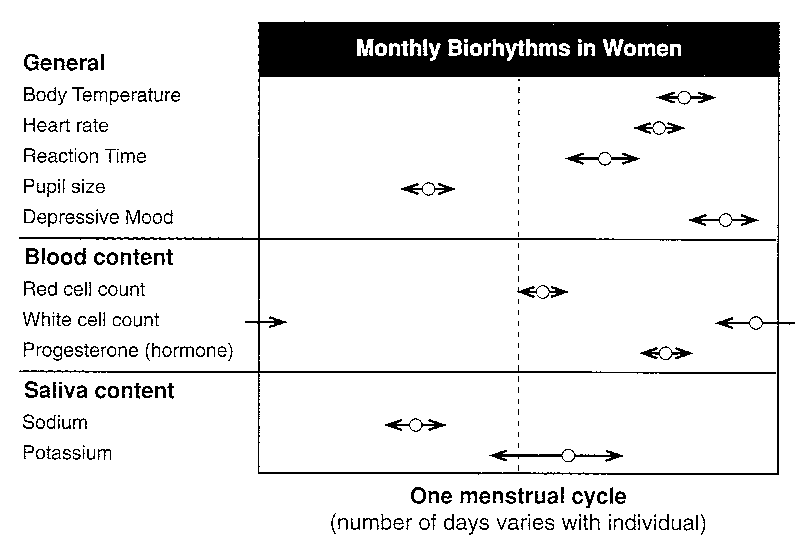 Monthly Biorhythms in Women
General
Body Temperature
Heart rate
Reaction Time
Pupil size
Depressive Mood
Blood content
Red cell count
White cell count
Progesterone (hormone)
Saliva content
Sodium
Potassium
One menstrual cycle
(number of days varies with individual)